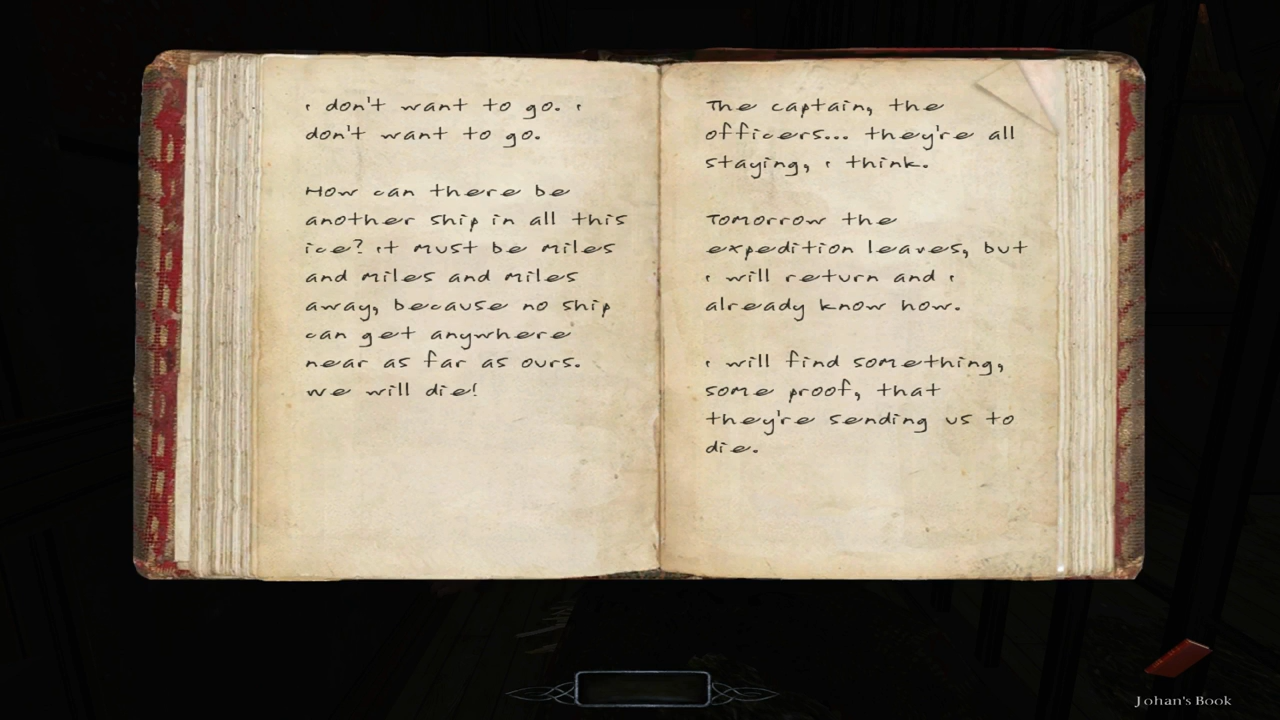 I don't want to go. I
don't want to go.
How can there be
another ship in all this
ice? It must be miles
and miles and miles
away, because no ship
can get anywhere
near as far as ours.
We will die!
The captain, the
officers... they're all
staying, I think.
Tomorrow the
expedition leaves, but
I will return and I
already know how.
I will find something,
some proof, that
they're sending us to
die.
Johan's Book